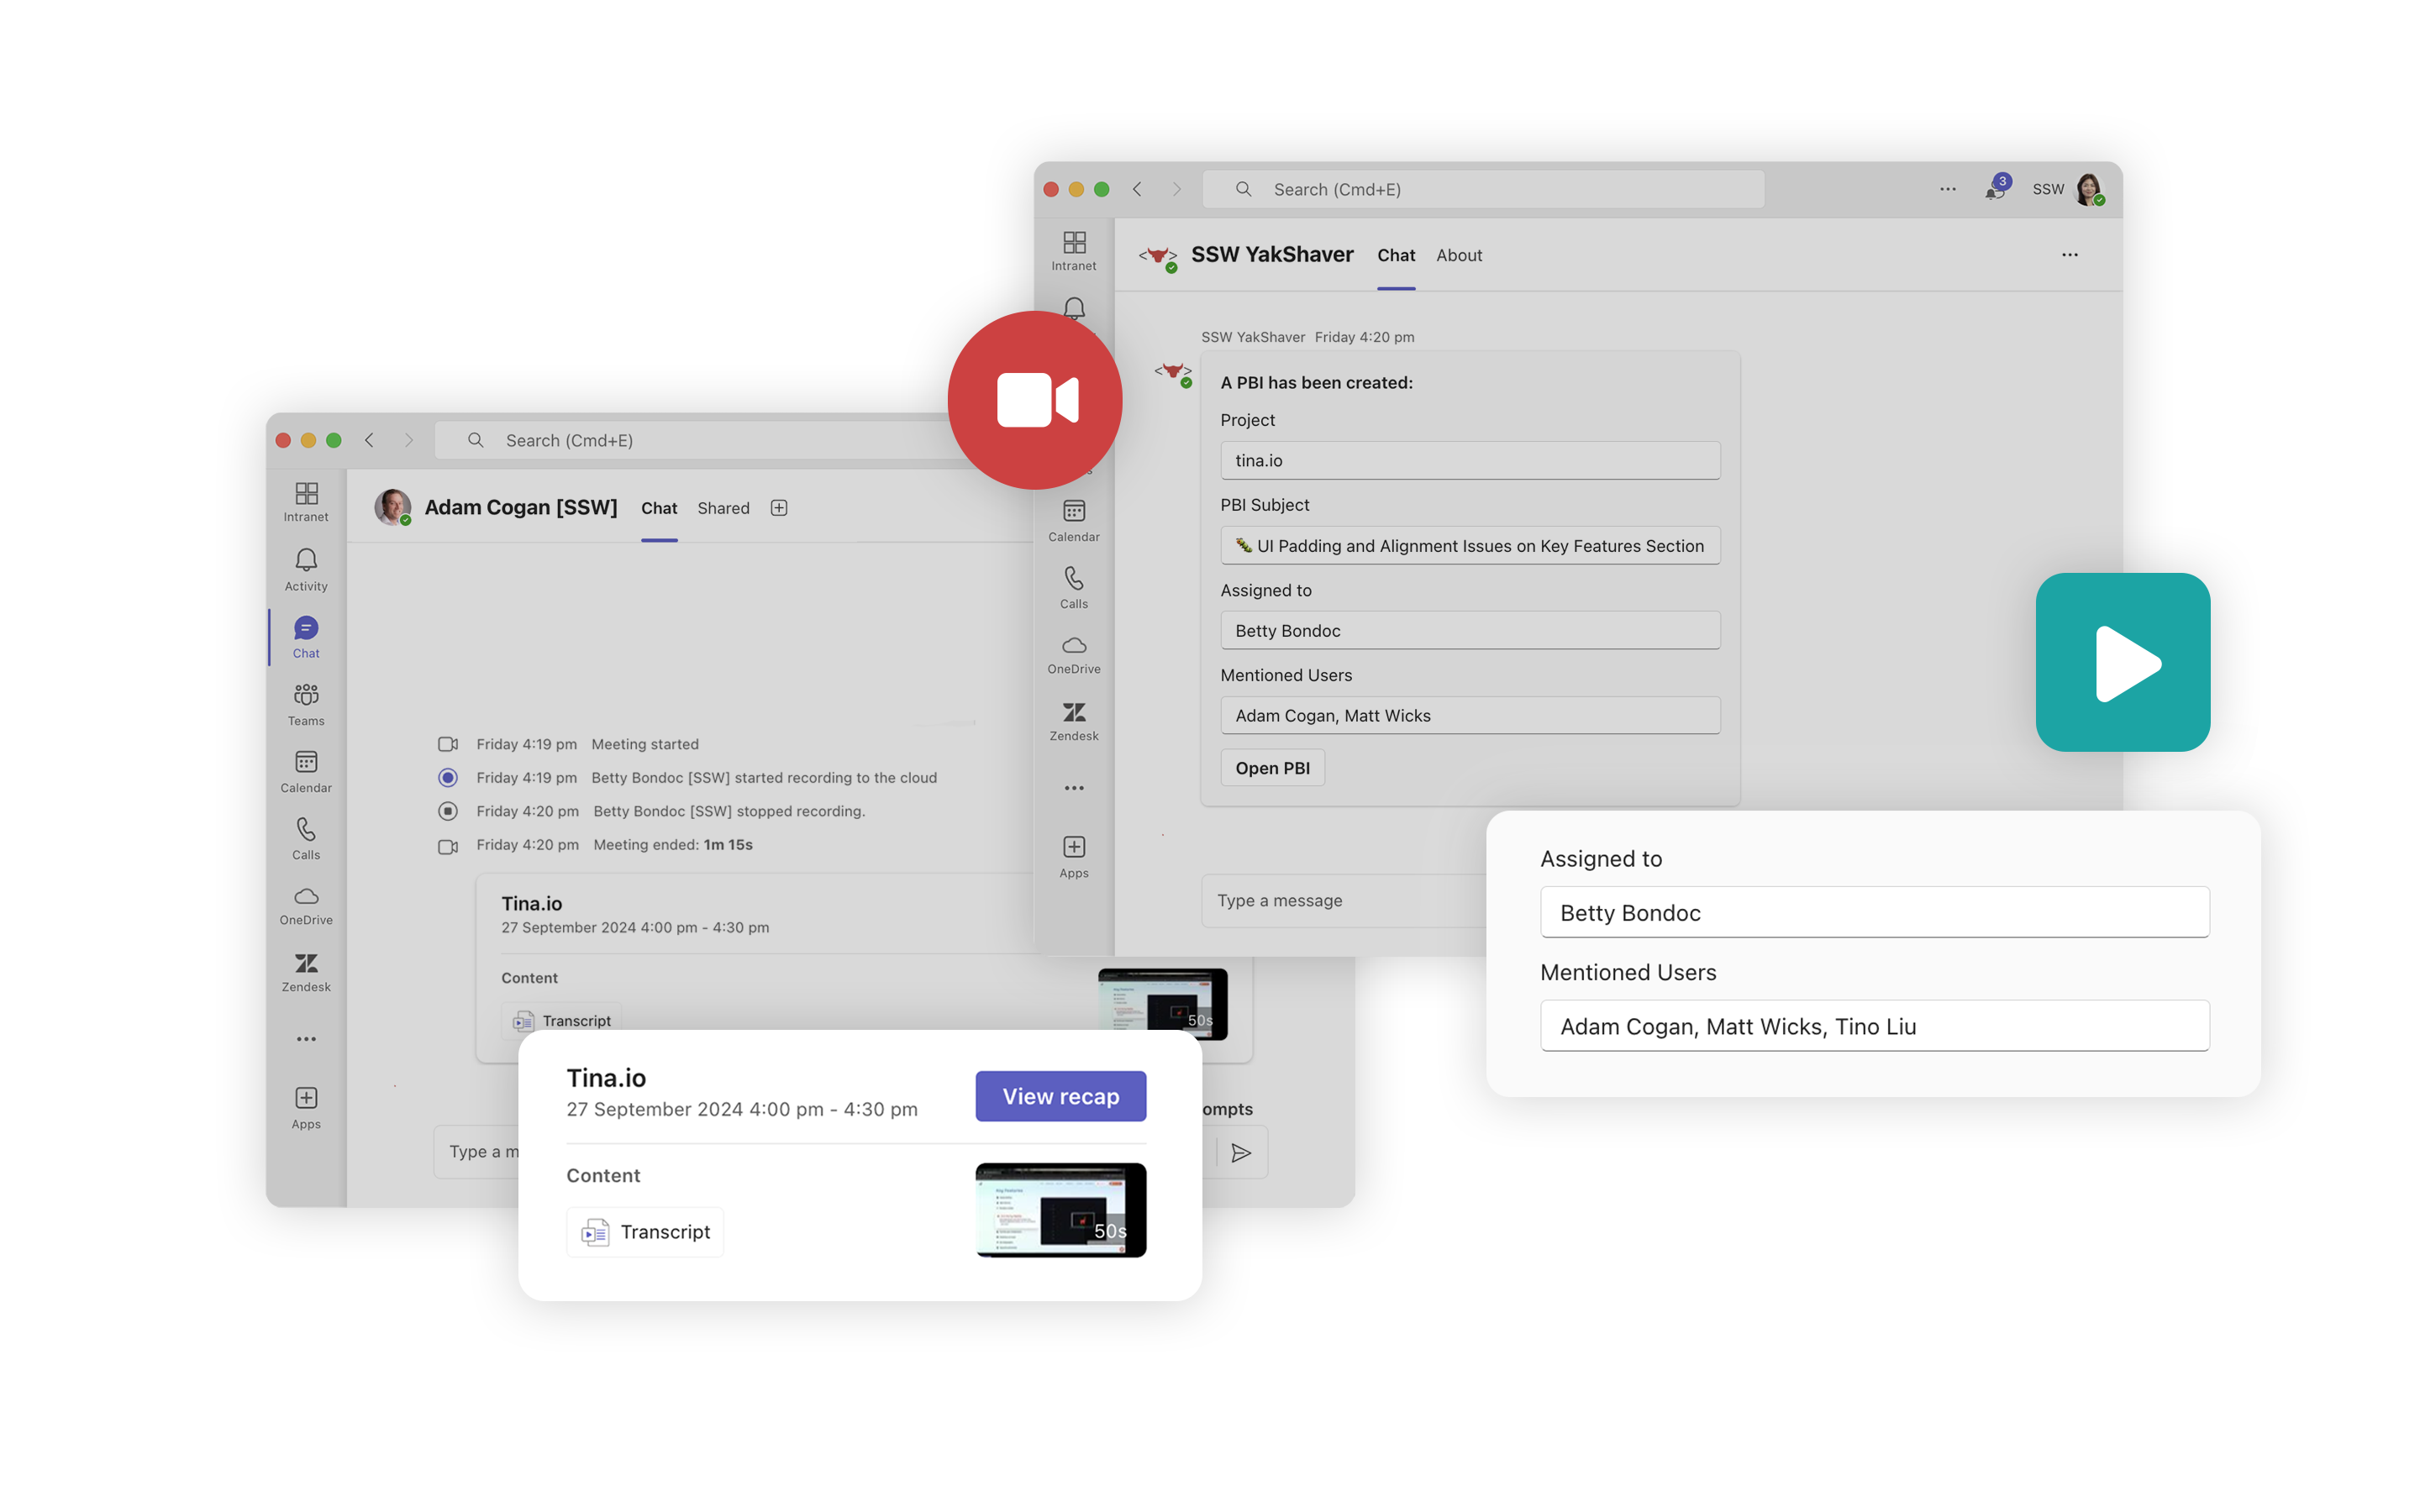 Search (Cmd+E)
3
SSW
Intranet
SSW YakShaver Chat About
SSW YakShaver Friday 4:20 pm
A PBI has been created:
Project
tina.io
PBI Subject
🐛 UI Padding and Alignment Issues on Key Features Section
Assigned to
Betty Bondoc
Mentioned Users
Adam Cogan, Matt Wicks
Open PBI
Type a message
Calendar
Calls
OneDrive
Zendesk
Apps
Search (Cmd+E)
Intranet
Activity
Chat
Teams
Calendar
Calls
OneDrive
Zendesk
Apps
Adam Cogan [SSW] Chat Shared
Friday 4:19 pm Meeting started
Friday 4:19 pm Betty Bondoc [SSW] started recording to the cloud
Friday 4:20 pm Betty Bondoc [SSW] stopped recording.
Friday 4:20 pm Meeting ended: 1m 15s
Tina.io
27 September 2024 4:00 pm - 4:30 pm
Content
Transcript
50s
ompts
Type a m
Tina.io
27 September 2024 4:00 pm - 4:30 pm
View recap
Content
Transcript
50s
Assigned to
Betty Bondoc
Mentioned Users
Adam Cogan, Matt Wicks, Tino Liu